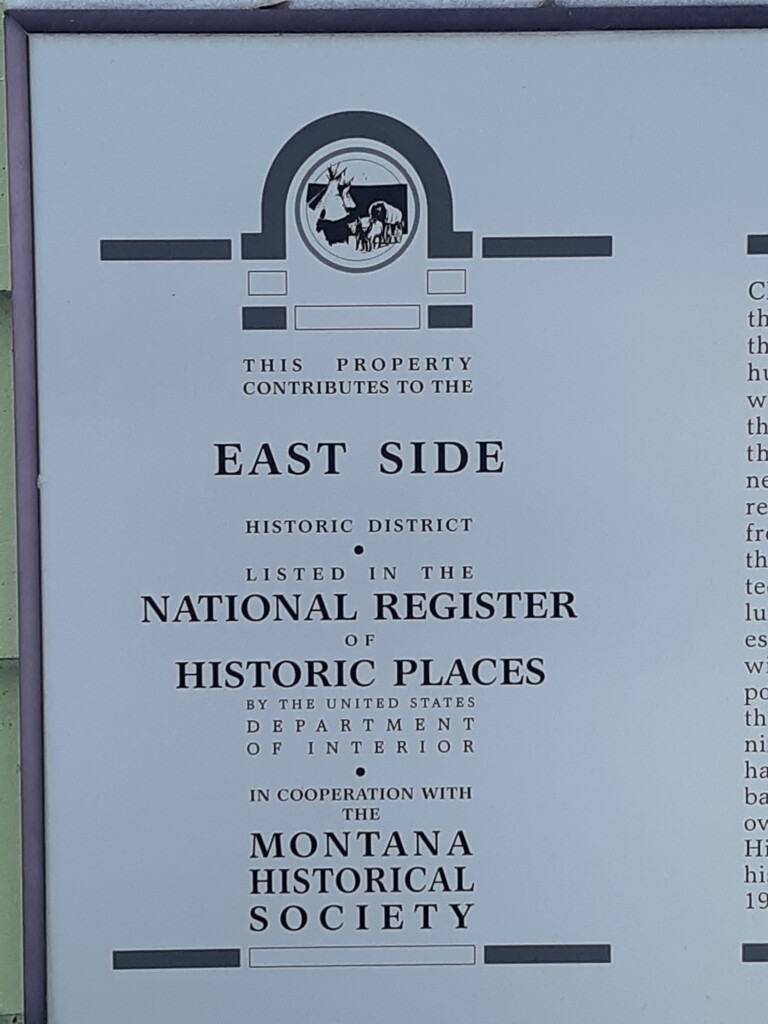 THIS PROPERTY
CONTRIBUTES TO THE
EAST SIDE
HISTORIC DISTRICT
•
LISTED IN THE
NATIONAL REGISTER
OF
HISTORIC PLACES
BY THE UNITED STATES
DEPARTMENT
OF INTERIOR
•
IN COOPERATION WITH
THE
MONTANA
HISTORICAL
SOCIETY